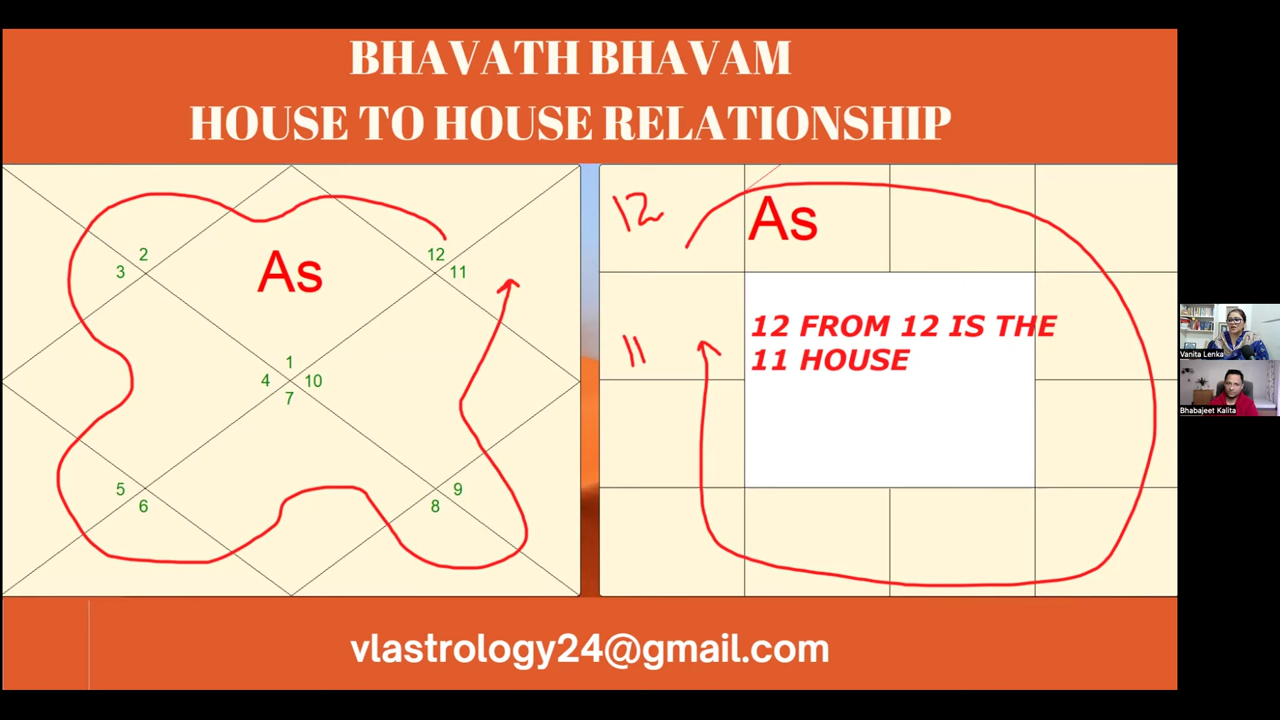 BHAVATH BHAVAM
HOUSE TO HOUSE RELATIONSHIP
2
3
As
12
11
1
4
10
7
5
6
9
8
12
As
11
12 FROM 12 IS THE
11 HOUSE
Vanita Lenka
Bhabajeet Kalita
vlastrology24@gmail.com